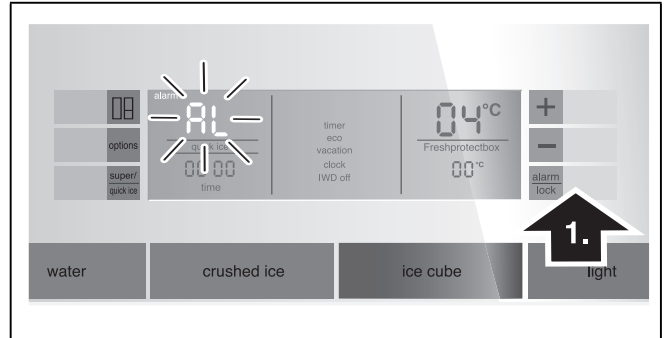 alarm
AL
04°C
+
options
quick ice
timer
eco
vacation
clock
IWD off
Freshprotectbox
−
super/
quick ice
00 00
time
00°C
alarm
lock
1.
water
crushed ice
ice cube
light